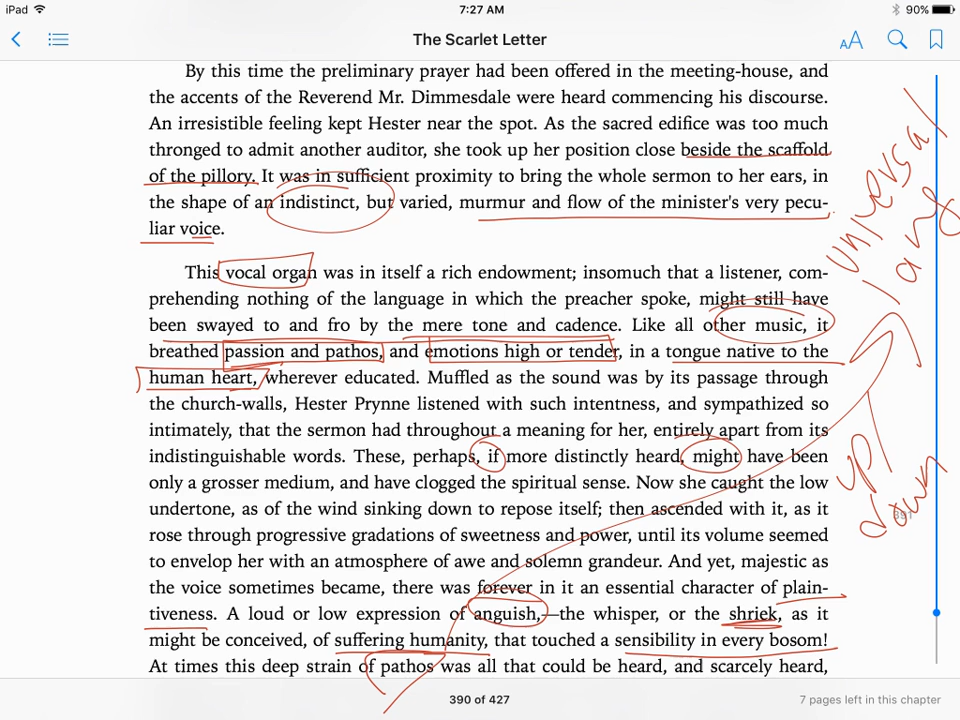 iPad 7:27 AM 90%
The Scarlet Letter AA
By this time the preliminary prayer had been offered in the meeting-house, and
the accents of the Reverend Mr. Dimmesdale were heard commencing his discourse.
An irresistible feeling kept Hester near the spot. As the sacred edifice was too much
thronged to admit another auditor, she took up her position close beside the scaffold
of the pillory. It was in sufficient proximity to bring the whole sermon to her ears, in
the shape of an indistinct, but varied, murmur and flow of the minister's very pecu-
liar voice.
This vocal organ was in itself a rich endowment; insomuch that a listener, com-
prehending nothing of the language in which the preacher spoke, might still have
been swayed to and fro by the mere tone and cadence. Like all other music, it
breathed passion and pathos, and emotions high or tender, in a tongue native to the
human heart, wherever educated. Muffled as the sound was by its passage through
the church-walls, Hester Prynne listened with such intentness, and sympathized so
intimately, that the sermon had throughout a meaning for her, entirely apart from its
indistinguishable words. These, perhaps, if more distinctly heard, might have been
only a grosser medium, and have clogged the spiritual sense. Now she caught the low
undertone, as of the wind sinking down to repose itself; then ascended with it, as it
rose through progressive gradations of sweetness and power, until its volume seemed
to envelop her with an atmosphere of awe and solemn grandeur. And yet, majestic as
the voice sometimes became, there was forever in it an essential character of plain-
tiveness. A loud or low expression of anguish,—the whisper, or the shriek, as it
might be conceived, of suffering humanity, that touched a sensibility in every bosom!
At times this deep strain of pathos was all that could be heard, and scarcely heard,
universal
lang
up
down
391
390 of 427
7 pages left in this chapter